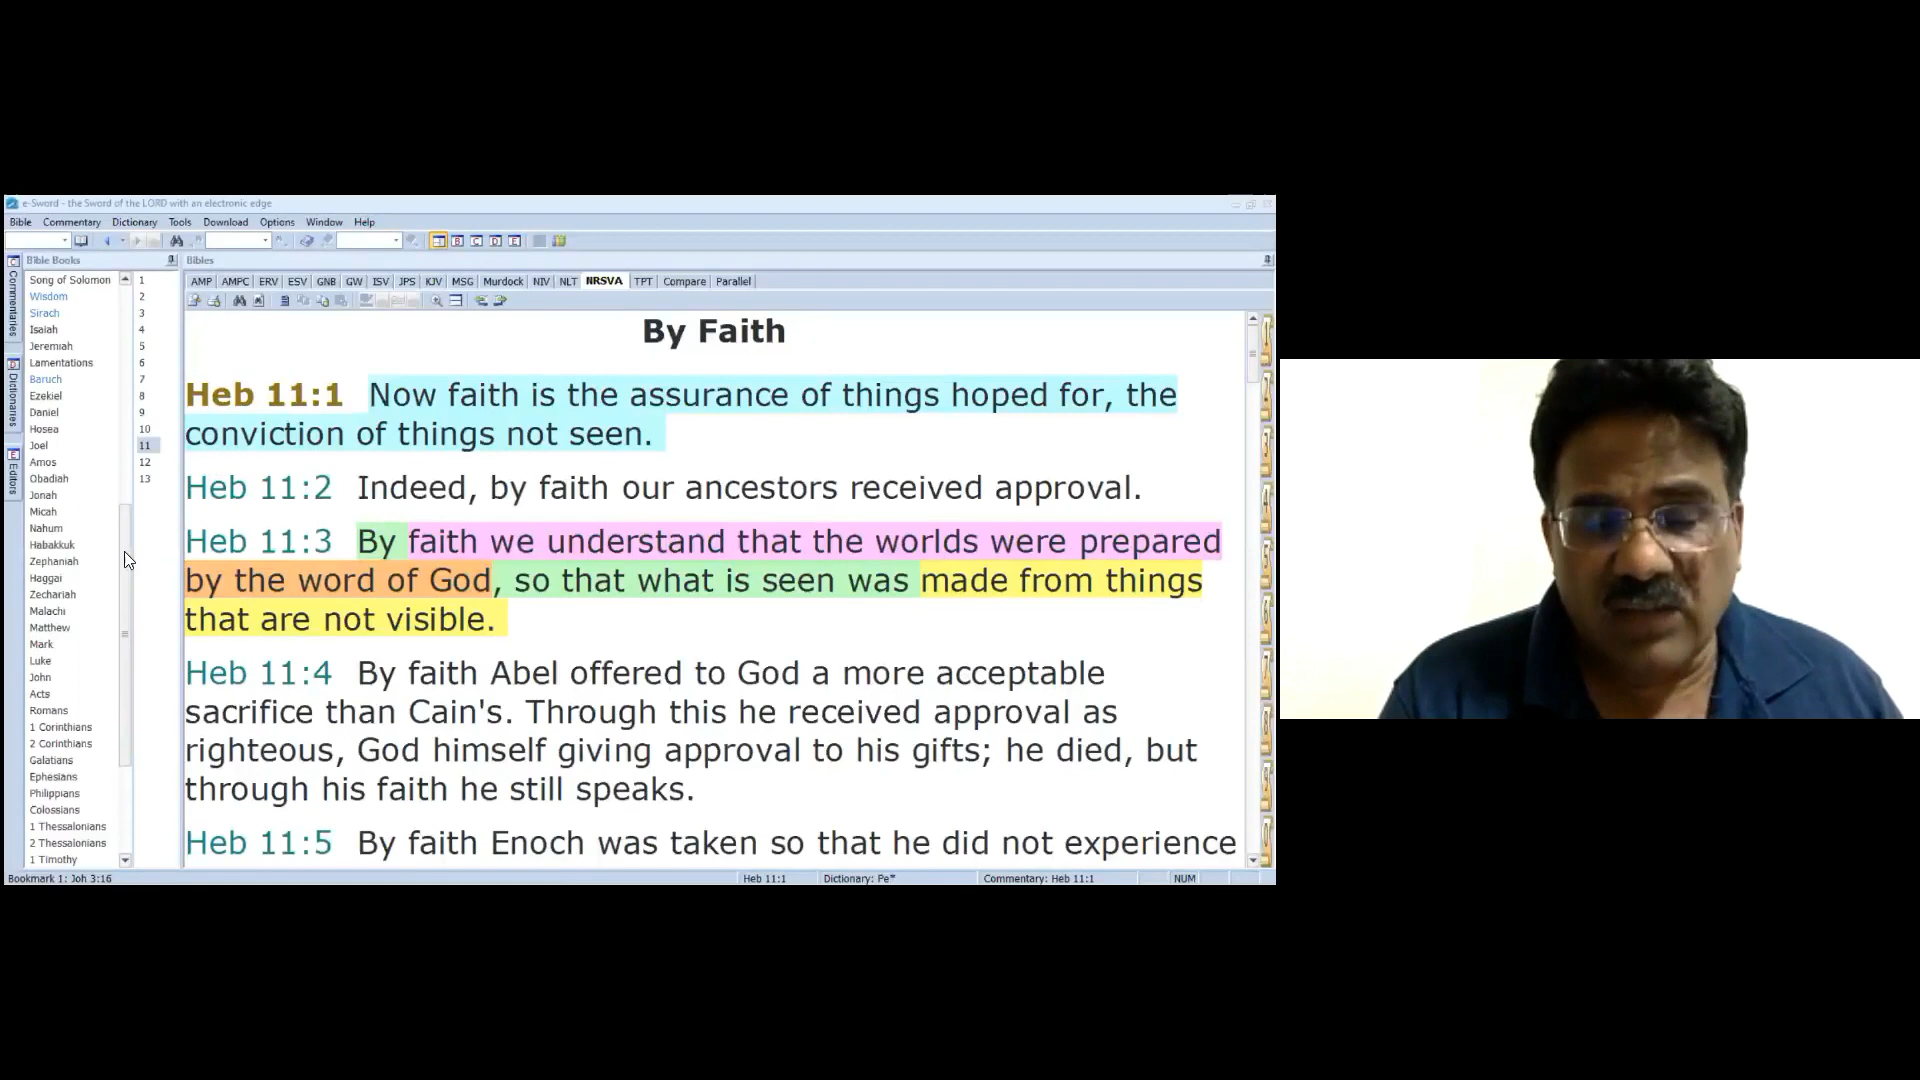 e-Sword - the Sword of the LORD with an electronic edge
Bible Commentary Dictionary Tools Download Options Window Help
B C D E
Bible Books
Bibles
C Commentaries
D Dictionaries
E Editors
Song of Solomon
Wisdom
Sirach
Isaiah
Jeremiah
Lamentations
Baruch
Ezekiel
Daniel
Hosea
Joel
Amos
Obadiah
Jonah
Micah
Nahum
Habakkuk
Zephaniah
Haggai
Zechariah
Malachi
Matthew
Mark
Luke
John
Acts
Romans
1 Corinthians
2 Corinthians
Galatians
Ephesians
Philippians
Colossians
1 Thessalonians
2 Thessalonians
1 Timothy
1
2
3
4
5
6
7
8
9
10
11
12
13
AMP AMPC ERV ESV GNB GW ISV JPS KJV MSG Murdock NIV NLT NRSVA TPT Compare Parallel
By Faith
Heb 11:1 Now faith is the assurance of things hoped for, the
conviction of things not seen.
Heb 11:2 Indeed, by faith our ancestors received approval.
Heb 11:3 By faith we understand that the worlds were prepared
by the word of God, so that what is seen was made from things
that are not visible.
Heb 11:4 By faith Abel offered to God a more acceptable
sacrifice than Cain's. Through this he received approval as
righteous, God himself giving approval to his gifts; he died, but
through his faith he still speaks.
Heb 11:5 By faith Enoch was taken so that he did not experience
Bookmark 1: Joh 3:16
Heb 11:1
Dictionary: Pe*
Commentary: Heb 11:1
NUM